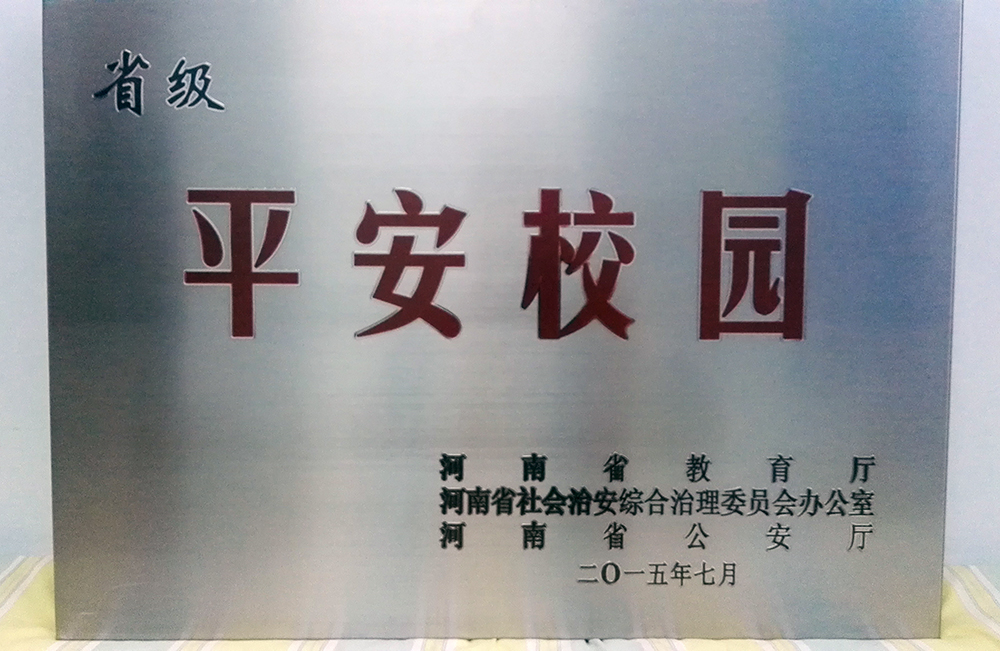 省级
平安校园
河南省教育厅
河南省社会治安综合治理委员会办公室
河南省公安厅
二〇一五年七月